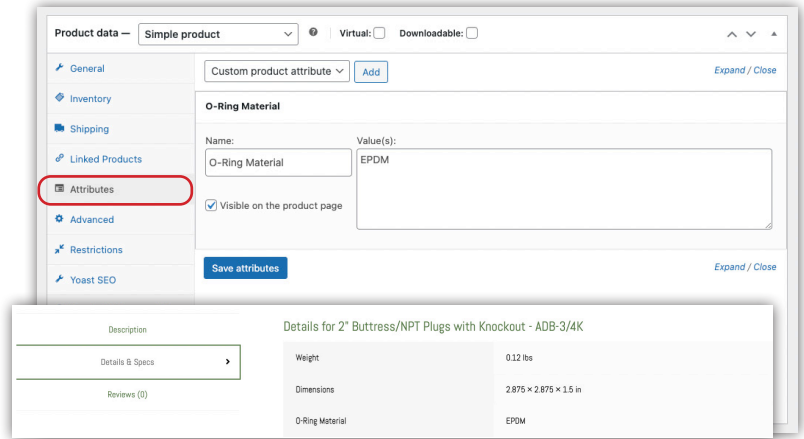 Product data — Simple product Virtual: Downloadable:
General
Inventory
Shipping
Linked Products
Attributes
Advanced
Restrictions
Yoast SEO
Custom product attribute Add Expand / Close
O-Ring Material
Name: Value(s):
O-Ring Material EPDM
Visible on the product page
Save attributes Expand / Close
Description
Details & Specs
Reviews (0)
Details for 2" Buttress/NPT Plugs with Knockout - ADB-3/4K
Weight 0.12 lbs
Dimensions 2.875 × 2.875 × 1.5 in
O-Ring Material EPDM